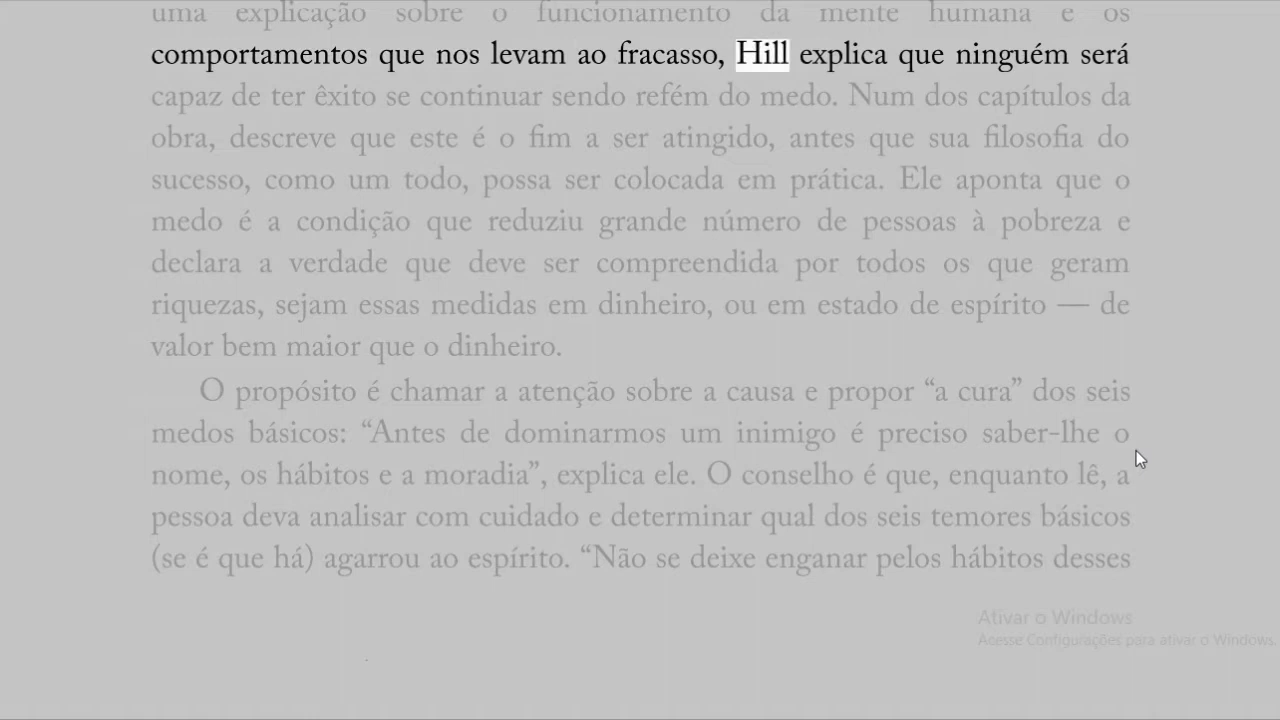 uma explicação sobre o funcionamento da mente humana e os
comportamentos que nos levam ao fracasso, Hill explica que ninguém será
capaz de ter êxito se continuar sendo refém do medo. Num dos capítulos da
obra, descreve que este é o fim a ser atingido, antes que sua filosofia do
sucesso, como um todo, possa ser colocada em prática. Ele aponta que o
medo é a condição que reduziu grande número de pessoas à pobreza e
declara a verdade que deve ser compreendida por todos os que geram
riquezas, sejam essas medidas em dinheiro, ou em estado de espírito — de
valor bem maior que o dinheiro.
O propósito é chamar a atenção sobre a causa e propor “a cura” dos seis
medos básicos: “Antes de dominarmos um inimigo é preciso saber-lhe o
nome, os hábitos e a moradia”, explica ele. O conselho é que, enquanto lê, a
pessoa deva analisar com cuidado e determinar qual dos seis temores básicos
(se é que há) agarrou ao espírito. “Não se deixe enganar pelos hábitos desses
Ativar o Windows
Acesse Configurações para ativar o Windows.